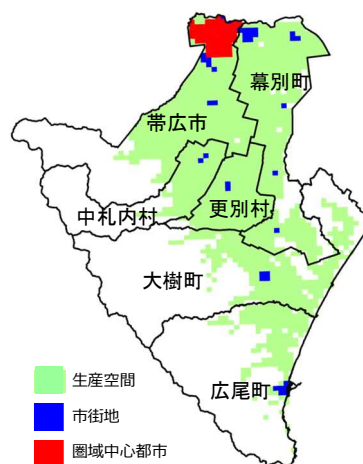 幕別町
帯広市
中札内村
更別村
大樹町
広尾町
生産空間
市街地
圏域中心都市